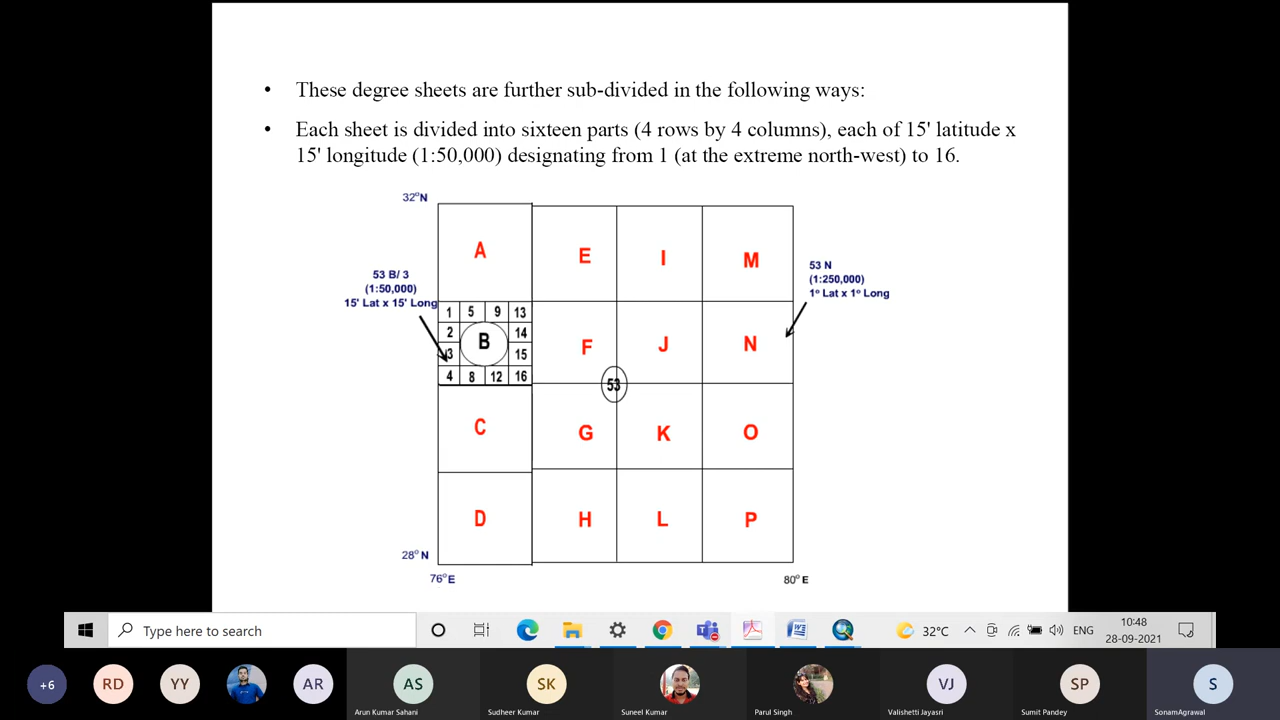 • These degree sheets are further sub-divided in the following ways:
• Each sheet is divided into sixteen parts (4 rows by 4 columns), each of 15' latitude x
15' longitude (1:50,000) designating from 1 (at the extreme north-west) to 16.
32°N
A E I M
53 N
(1:250,000)
1° Lat x 1° Long
53 B/ 3
(1:50,000)
15' Lat x 15' Long
1 5 9 13
2 14
B
3 15
4 8 12 16
F J N
53
C G K O
D H L P
28° N
76°E
80° E
Type here to search
32°C
ENG
10:48
28-09-2021
+6
RD
YY
AR
AS
Arun Kumar Sahani
SK
Sudheer Kumar
Suneel Kumar
Parul Singh
VJ
Valishetti Jayasri
SP
Sumit Pandey
S
SonamAgrawal